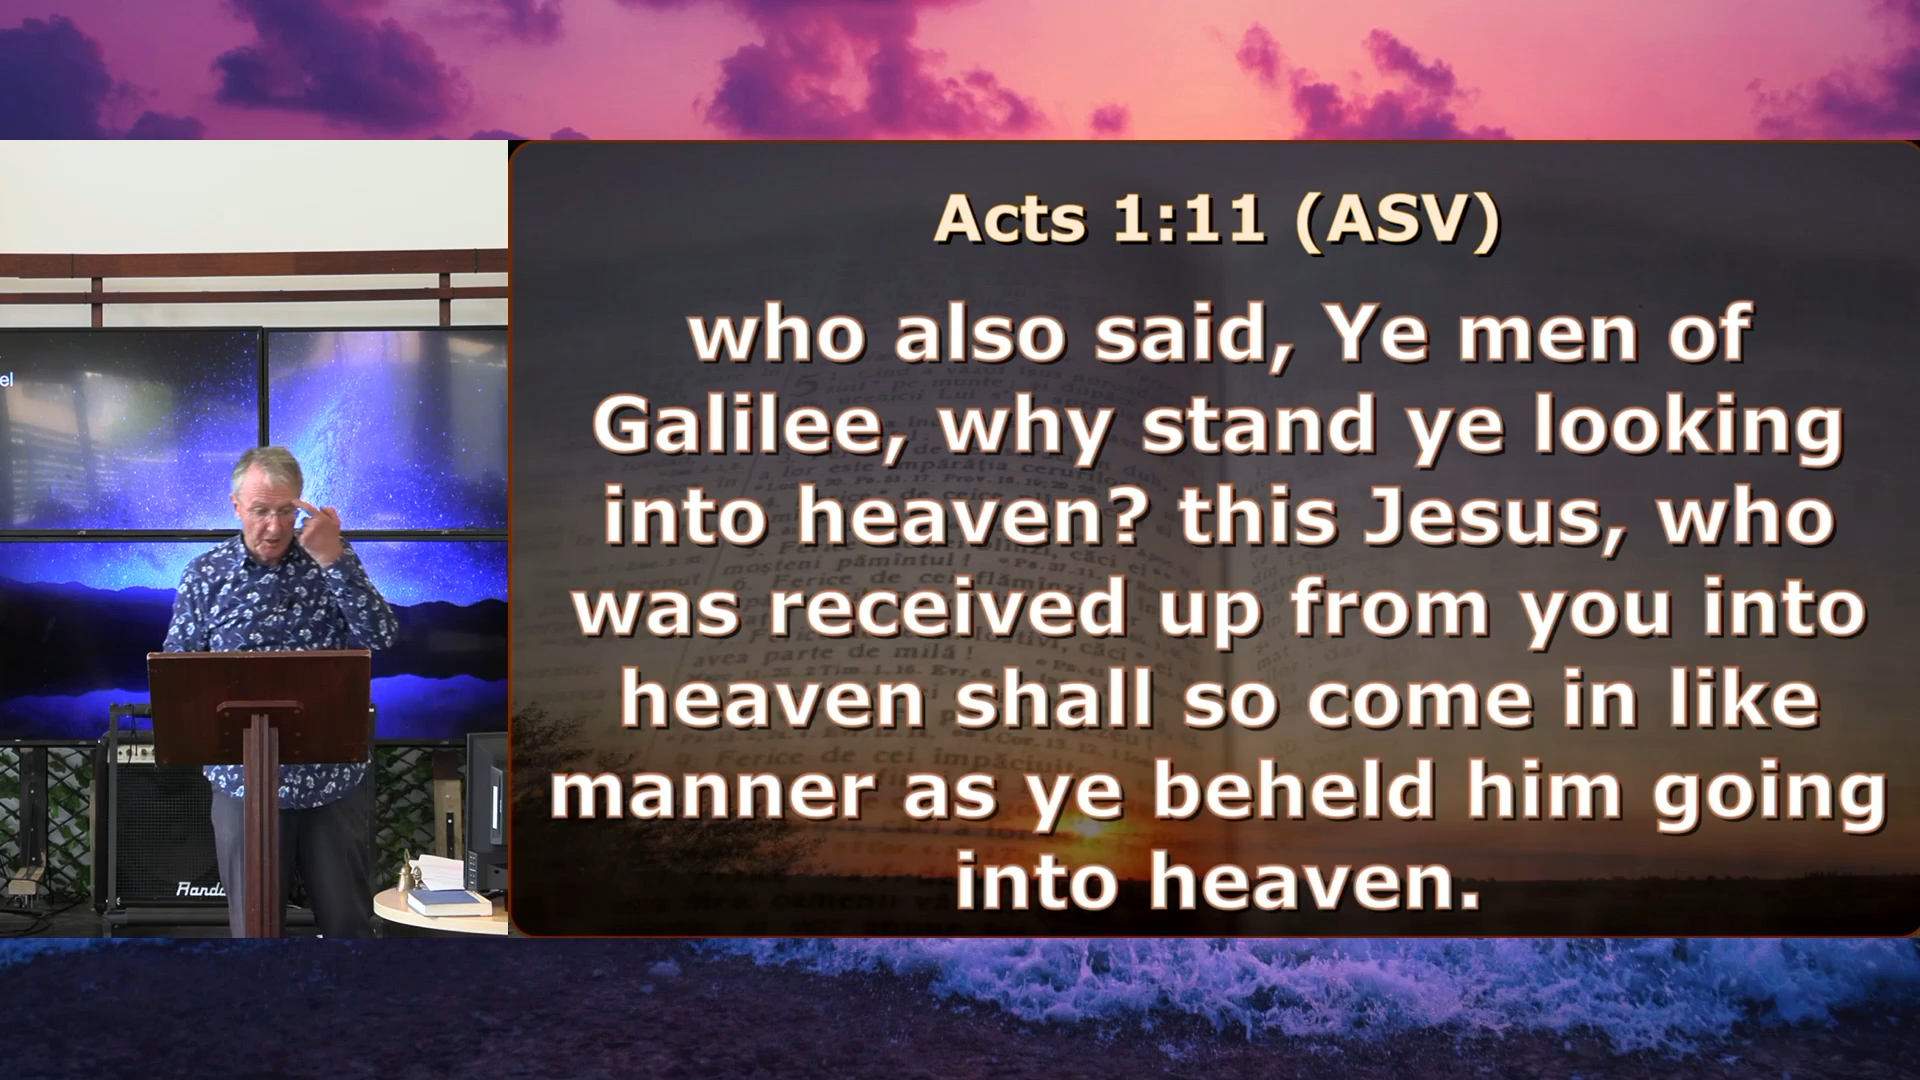 Acts 1:11 (ASV)
who also said, Ye men of
Galilee, why stand ye looking
into heaven? this Jesus, who
was received up from you into
heaven shall so come in like
manner as ye beheld him going
into heaven.
el